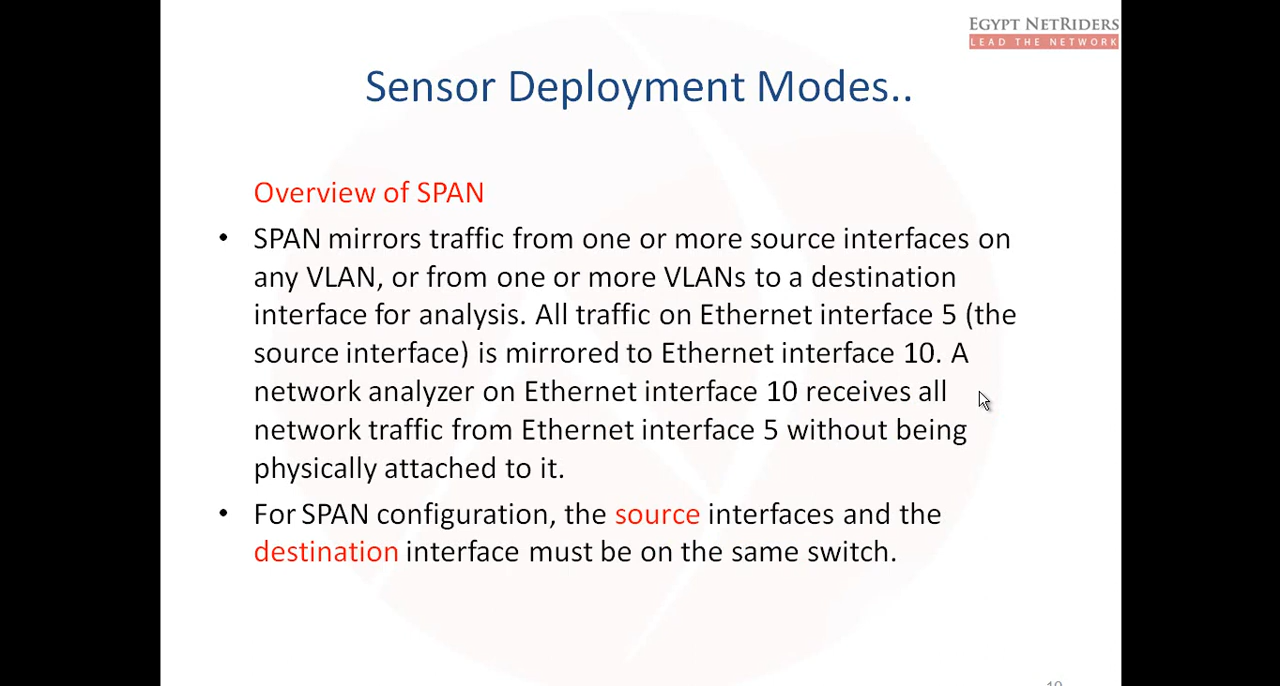 EGYPT NETRIDERS
LEAD THE NETWORK
Sensor Deployment Modes..
Overview of SPAN
• SPAN mirrors traffic from one or more source interfaces on
any VLAN, or from one or more VLANs to a destination
interface for analysis. All traffic on Ethernet interface 5 (the
source interface) is mirrored to Ethernet interface 10. A
network analyzer on Ethernet interface 10 receives all
network traffic from Ethernet interface 5 without being
physically attached to it.
• For SPAN configuration, the source interfaces and the
destination interface must be on the same switch.